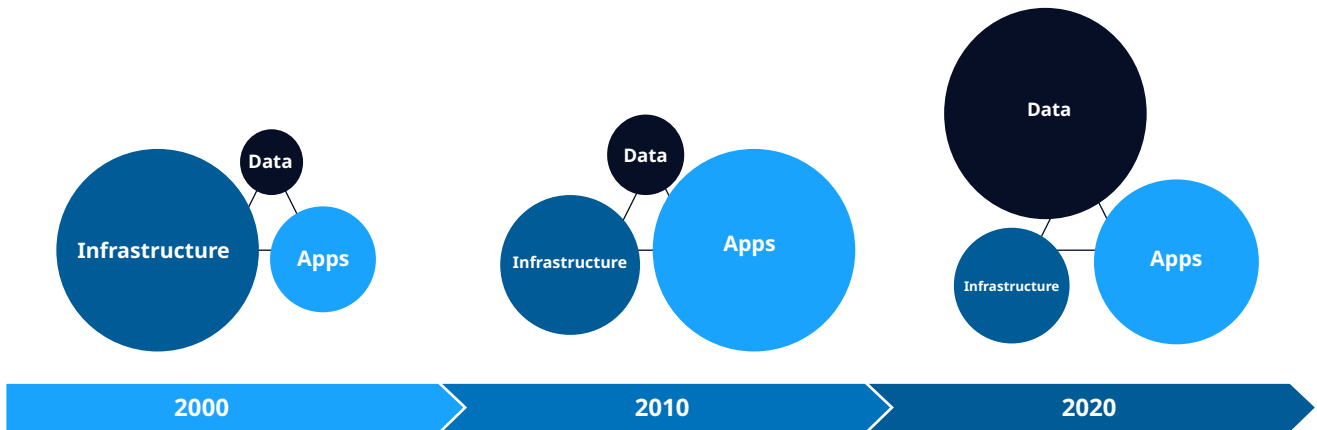 Data
Infrastructure
Apps
Data
Infrastructure
Apps
Data
Infrastructure
Apps
2000
2010
2020